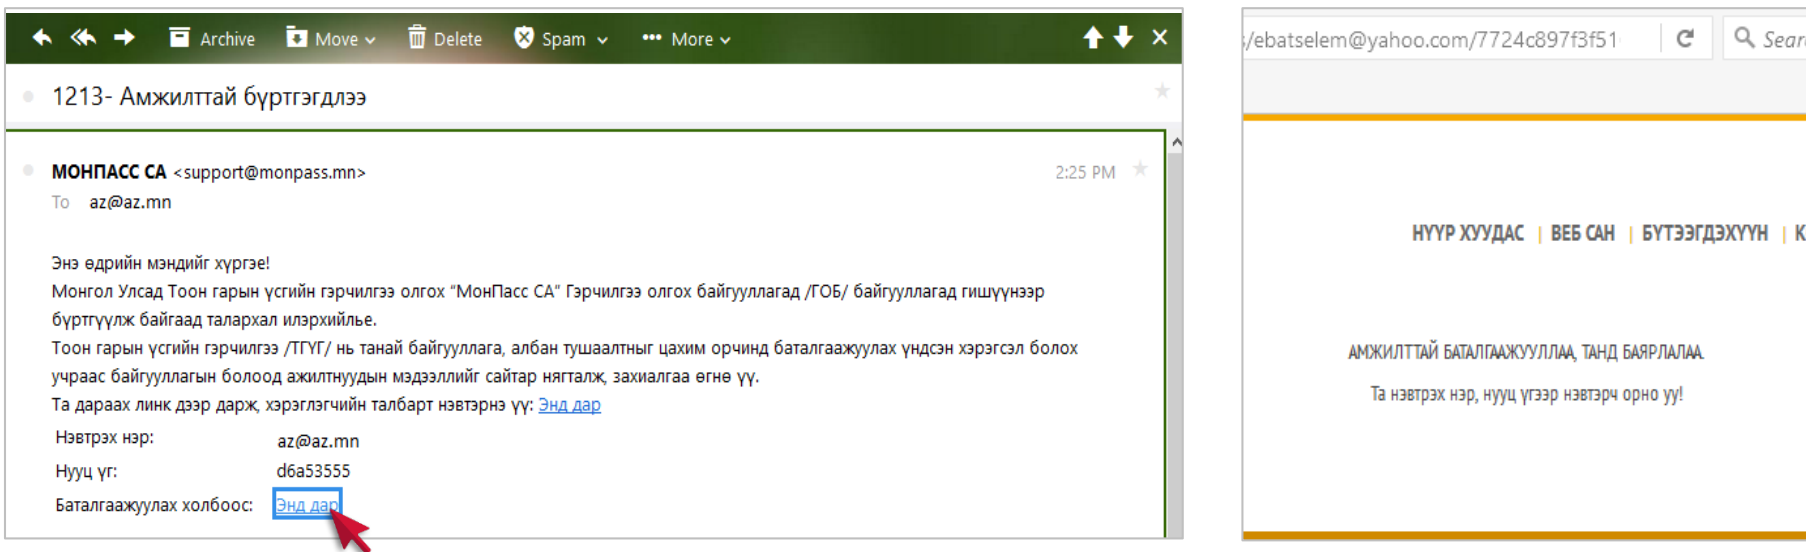 Archive Move Delete Spam More
1213- Амжилттай бүртгэгдлээ
МОНПАСС СА <support@monpass.mn> 2:25 PM
To az@az.mn
Энэ өдрийн мэндийг хүргэе!
Монгол Улсад Тоон гарын үсгийн гэрчилгээ олгох “МонПасс СА” Гэрчилгээ олгох байгууллагад /ГОБ/ байгууллагад гишүүнээр
бүртгүүлж байгаад талархал илэрхийлье.
Тоон гарын үсгийн гэрчилгээ /ТГҮГ/ нь танай байгууллага, албан тушаалтныг цахим орчинд баталгаажуулах үндсэн хэрэгсэл болох
учраас байгууллагын болоод ажилтнуудын мэдээллийг сайтар нягталж, захиалгаа өгнө үү.
Та дараах линк дээр дарж, хэрэглэгчийн талбарт нэвтэрнэ үү: Энд дар
Нэвтрэх нэр: az@az.mn
Нууц үг: d6a53555
Баталгаажуулах холбоос: Энд дар
/ebatselem@yahoo.com/7724c897f3f51 Sear
НҮҮР ХУУДАС | ВЕБ САН | БҮТЭЭГДЭХҮҮН | К
АМЖИЛТТАЙ БАТАЛГААЖУУЛЛАА, ТАНД БАЯРЛАЛАА.
Та нэвтрэх нэр, нууц үгээр нэвтэрч орно уу!